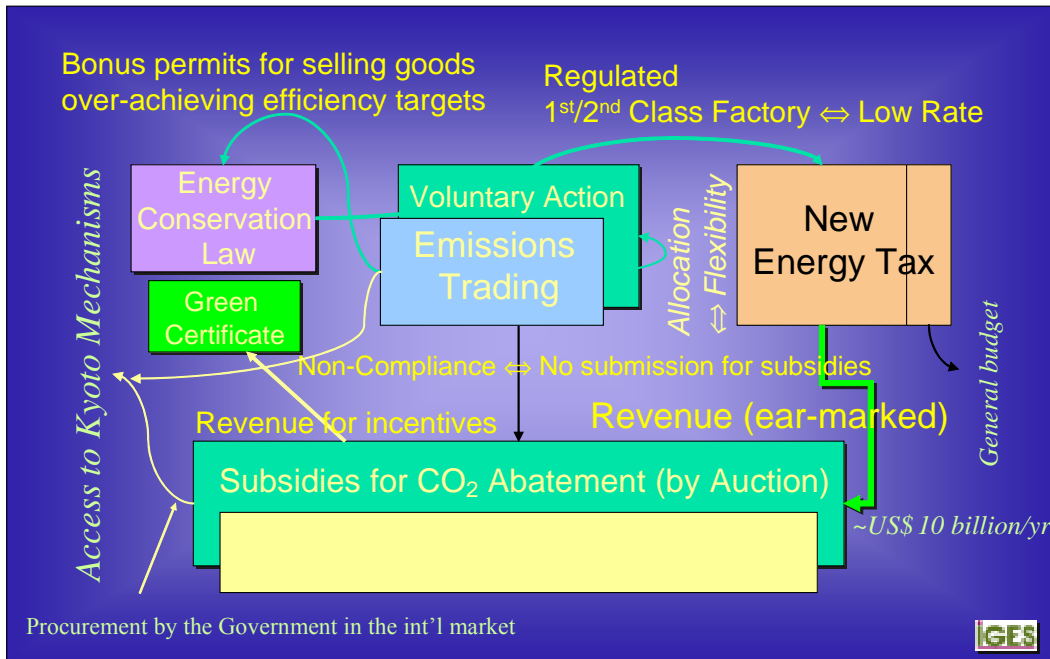 Bonus permits for selling goods
over-achieving efficiency targets
Regulated
1st/2nd Class Factory ⇔ Low Rate
Access to Kyoto Mechanisms
Energy
Conservation
Law
Green
Certificate
Voluntary Action
Emissions
Trading
Allocation
⇔ Flexibility
New
Energy Tax
General budget
Non-Compliance ⇔ No submission for subsidies
Revenue for incentives
Revenue (ear-marked)
Subsidies for CO₂ Abatement (by Auction)
~US$ 10 billion/yr
Procurement by the Government in the int'l market
IGES